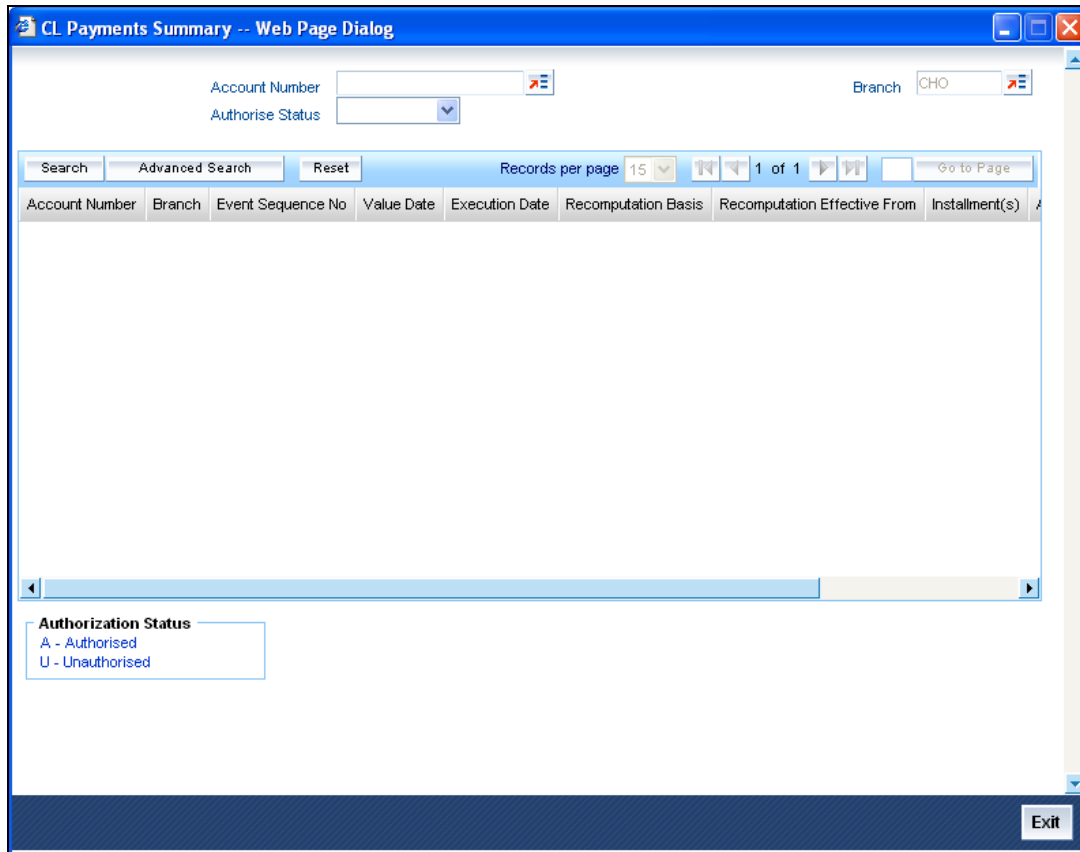 CL Payments Summary -- Web Page Dialog
Account Number
Branch CHO
Authorise Status
Search Advanced Search Reset Records per page 15 1 of 1 Go to Page
Account Number Branch Event Sequence No Value Date Execution Date Recomputation Basis Recomputation Effective From Installment(s)
Authorization Status
A - Authorised
U - Unauthorised
Exit